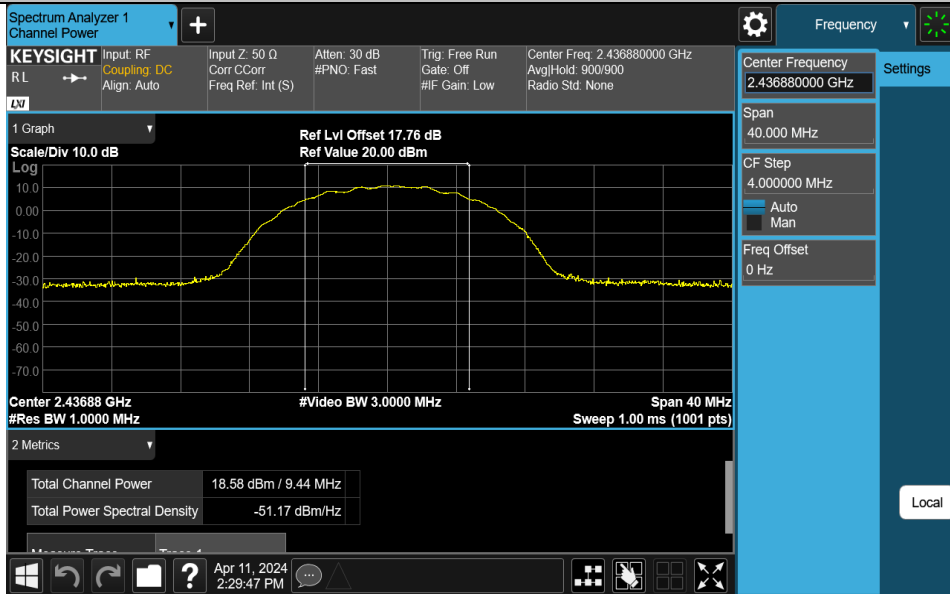 Spectrum Analyzer 1
Channel Power
Frequency
KEYSIGHT
RL
LXI
Input: RF
Coupling: DC
Align: Auto
Input Z: 50 Ω
Corr CCorr
Freq Ref: Int (S)
Atten: 30 dB
#PNO: Fast
Trig: Free Run
Gate: Off
#IF Gain: Low
Center Freq: 2.436880000 GHz
Avg|Hold: 900/900
Radio Std: None
Center Frequency
2.436880000 GHz
Settings
Span
40.000 MHz
CF Step
4.000000 MHz
Auto
Man
Freq Offset
0 Hz
1 Graph
Scale/Div 10.0 dB
Ref Lvl Offset 17.76 dB
Ref Value 20.00 dBm
Log
10.0
0.00
-10.0
-20.0
-30.0
-40.0
-50.0
-60.0
-70.0
Center 2.43688 GHz
#Video BW 3.0000 MHz
Span 40 MHz
#Res BW 1.0000 MHz
Sweep 1.00 ms (1001 pts)
2 Metrics
Total Channel Power 18.58 dBm / 9.44 MHz
Total Power Spectral Density -51.17 dBm/Hz
Measure Trace Trace 1
Local
Apr 11, 2024
2:29:47 PM